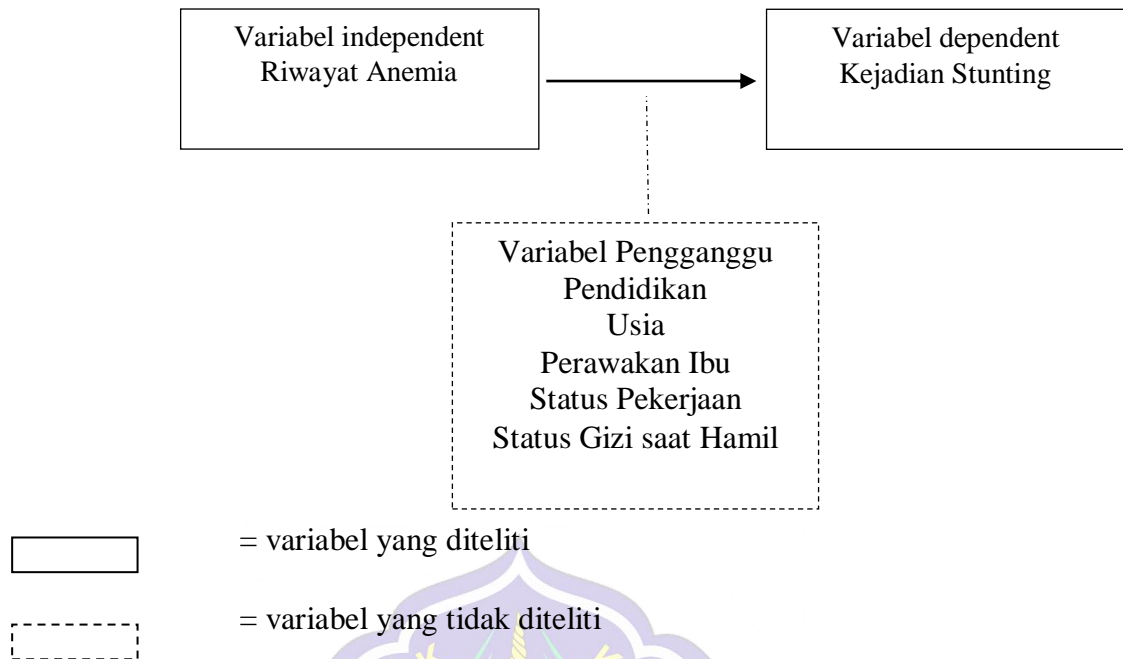 Variabel independent
Riwayat Anemia
Variabel dependent
Kejadian Stunting
Variabel Pengganggu
Pendidikan
Usia
Perawakan Ibu
Status Pekerjaan
Status Gizi saat Hamil
= variabel yang diteliti
= variabel yang tidak diteliti